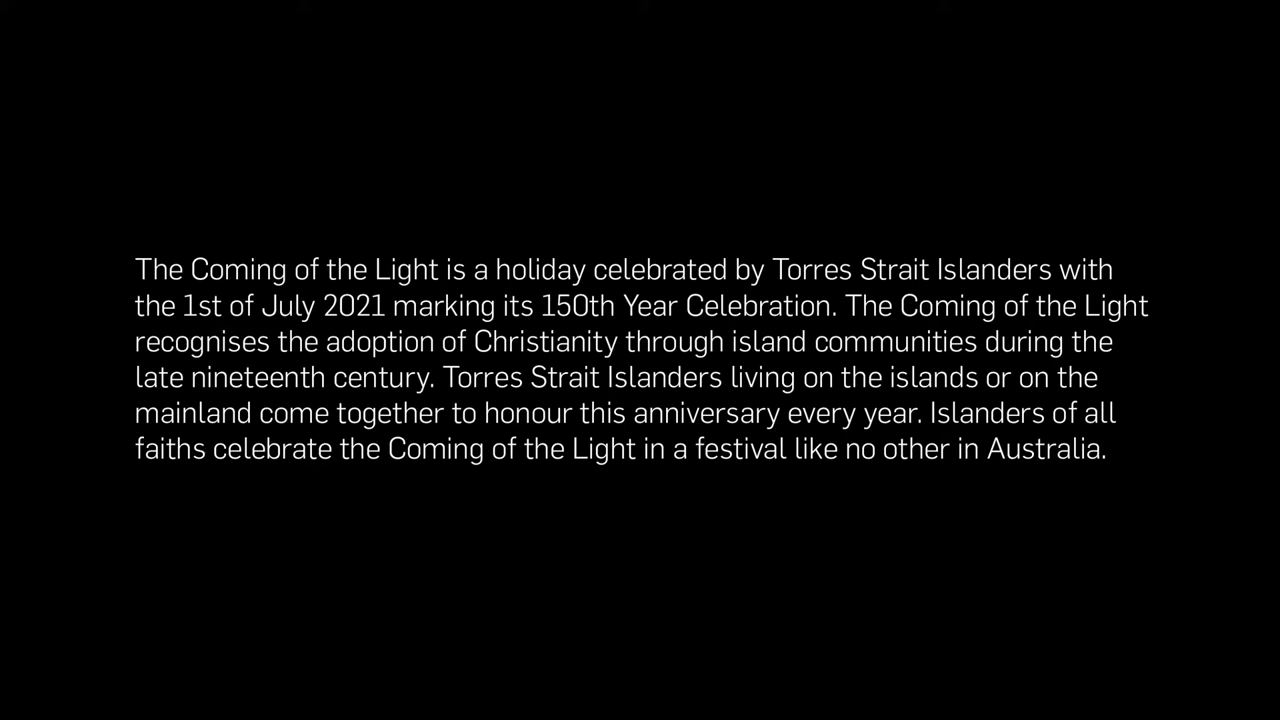 The Coming of the Light is a holiday celebrated by Torres Strait Islanders with
the 1st of July 2021 marking its 150th Year Celebration. The Coming of the Light
recognises the adoption of Christianity through island communities during the
late nineteenth century. Torres Strait Islanders living on the islands or on the
mainland come together to honour this anniversary every year. Islanders of all
faiths celebrate the Coming of the Light in a festival like no other in Australia.